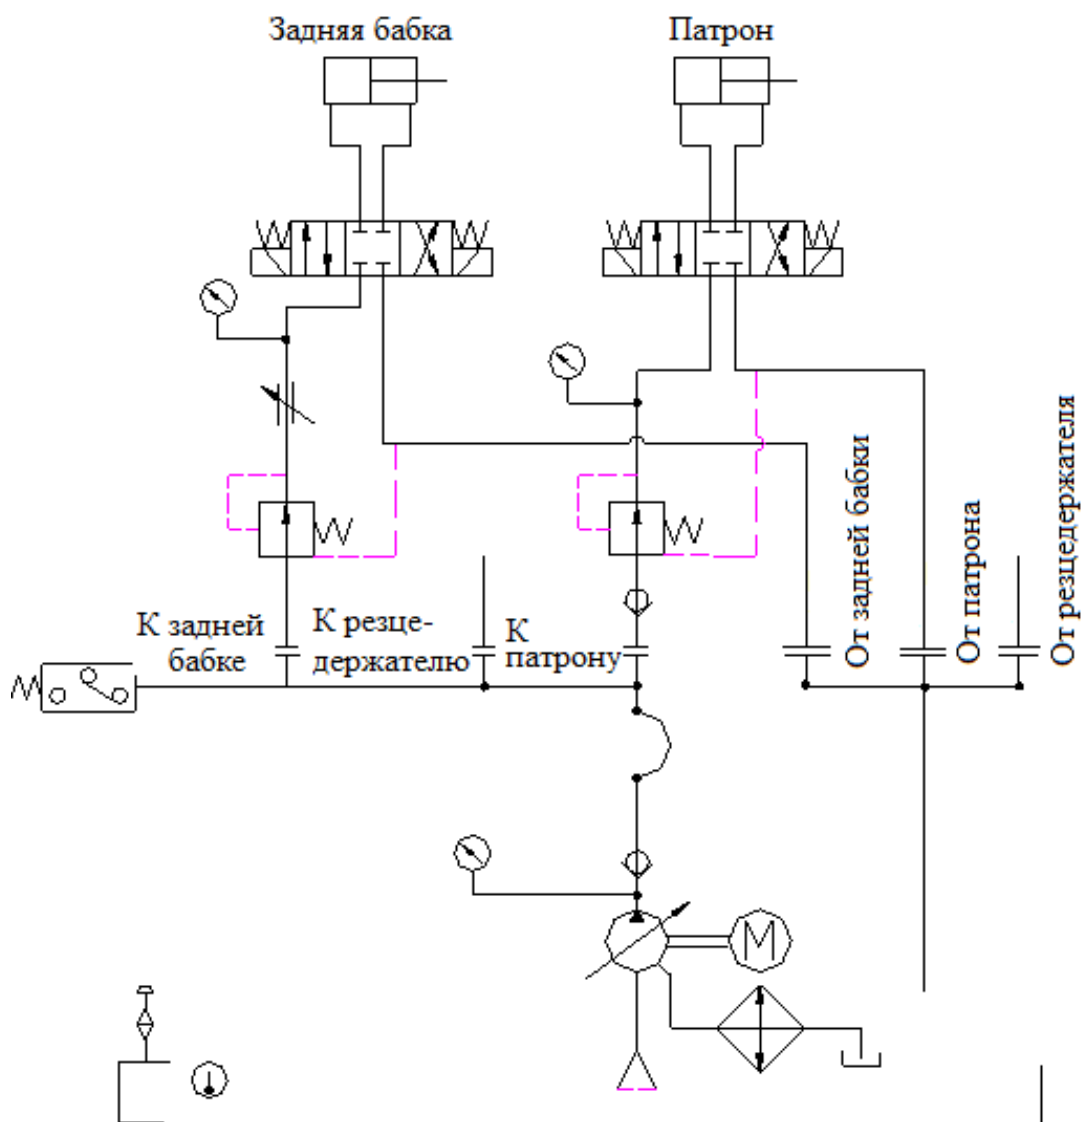 Задняя бабка
Патрон
К задней
бабке
К резце-
держателю
К
патрону
От задней бабки
От патрона
От резцедержателя
M